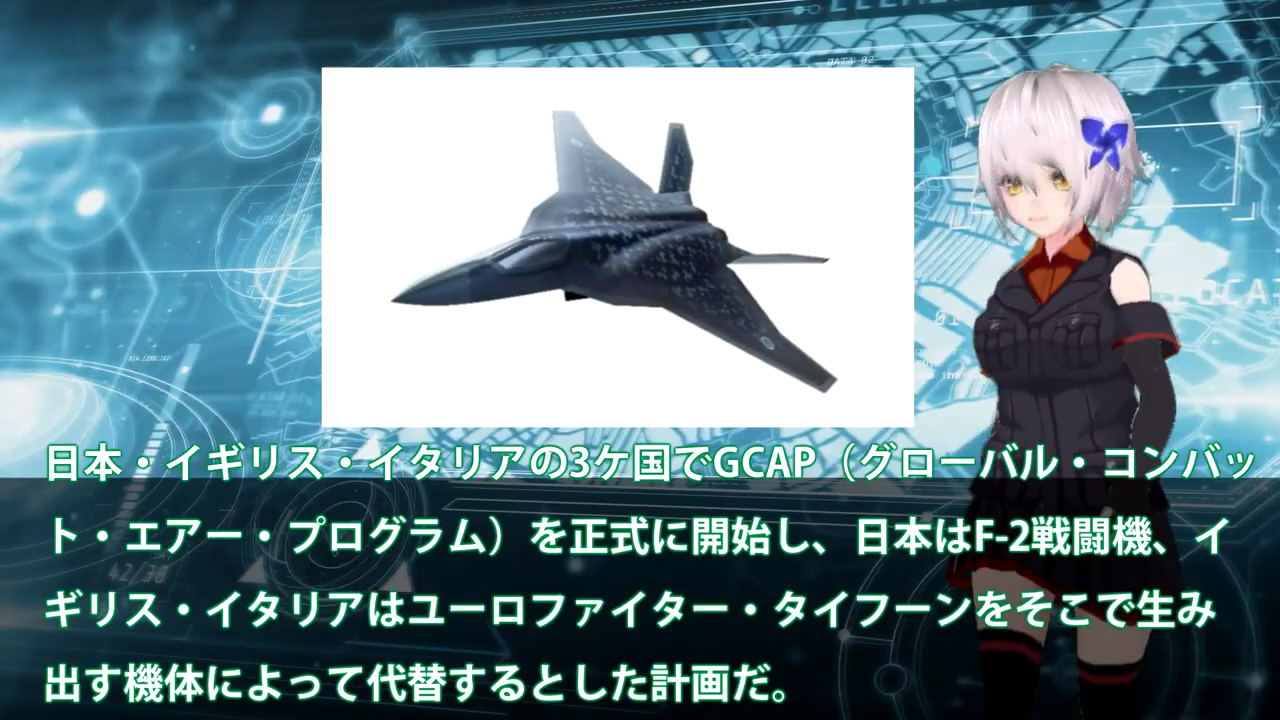 DATA 02
日本・イギリス・イタリアの3ケ国でGCAP（グローバル・コンバッ
ト・エアー・プログラム）を正式に開始し、日本はF-2戦闘機、イ
ギリス・イタリアはユーロファイター・タイフーンをそこで生み
出す機体によって代替するとした計画だ。
42/38